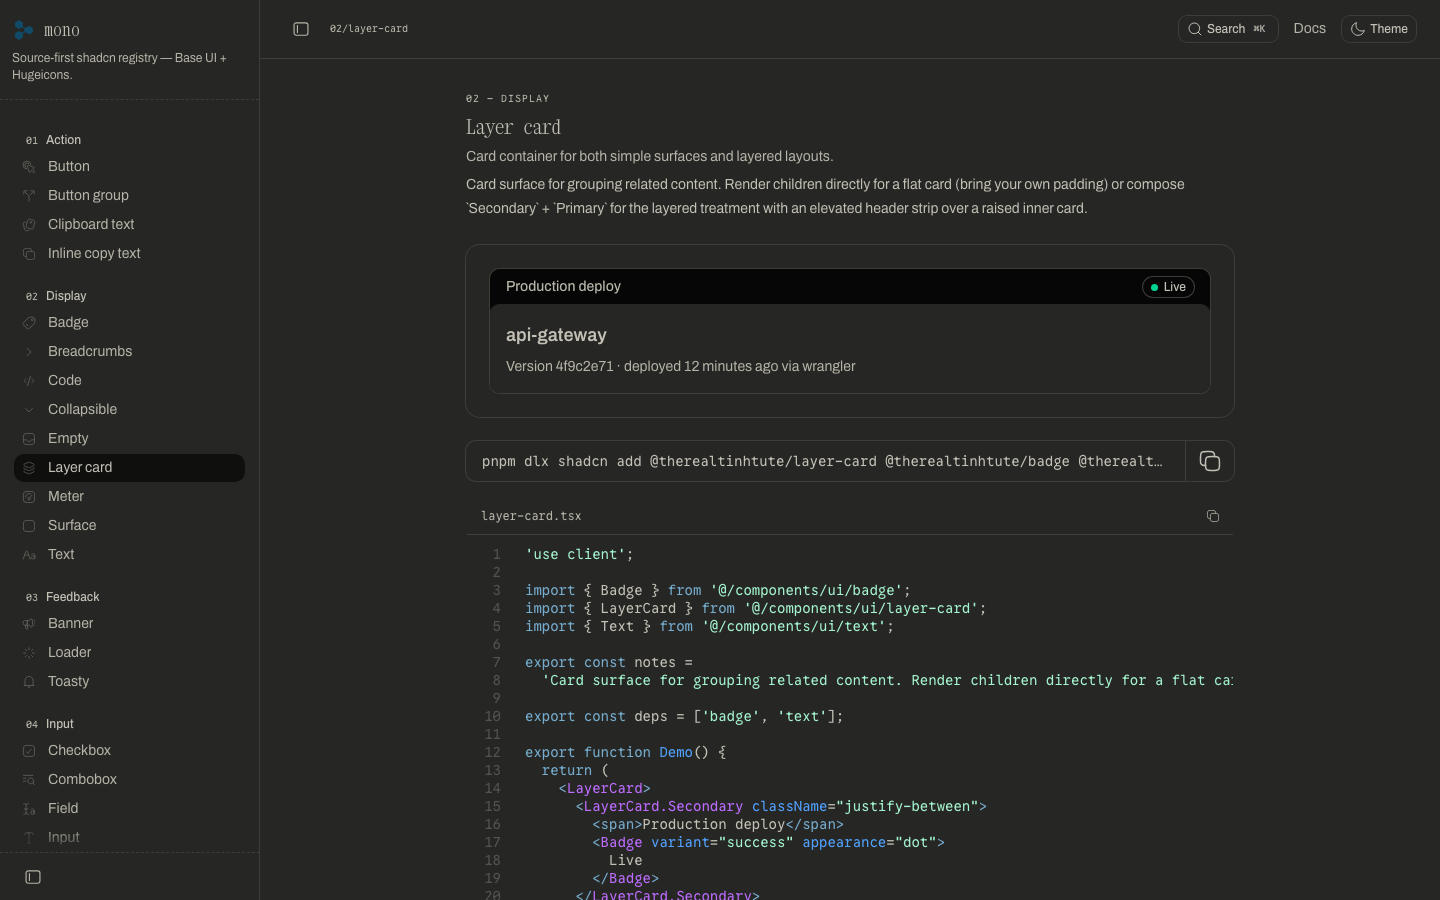 mono
Source-first shadcn registry — Base UI +
Hugeicons.
01 Action
Button
Button group
Clipboard text
Inline copy text
02 Display
Badge
Breadcrumbs
Code
Collapsible
Empty
Layer card
Meter
Surface
Text
03 Feedback
Banner
Loader
Toasty
04 Input
Checkbox
Combobox
Field
Input
02/layer-card
Search ⌘K
Docs
Theme
02 — DISPLAY
Layer card
Card container for both simple surfaces and layered layouts.
Card surface for grouping related content. Render children directly for a flat card (bring your own padding) or compose
`Secondary` + `Primary` for the layered treatment with an elevated header strip over a raised inner card.
Production deploy
Live
api-gateway
Version 4f9c2e71 · deployed 12 minutes ago via wrangler
pnpm dlx shadcn add @therealtinhtute/layer-card @therealtinhtute/badge @therealt…
layer-card.tsx
1 'use client';
2
3 import { Badge } from '@/components/ui/badge';
4 import { LayerCard } from '@/components/ui/layer-card';
5 import { Text } from '@/components/ui/text';
6
7 export const notes =
8 'Card surface for grouping related content. Render children directly for a flat car
9
10 export const deps = ['badge', 'text'];
11
12 export function Demo() {
13 return (
14 <LayerCard>
15 <LayerCard.Secondary className="justify-between">
16 <span>Production deploy</span>
17 <Badge variant="success" appearance="dot">
18 Live
19 </Badge>
20 </LayerCard.Secondary>